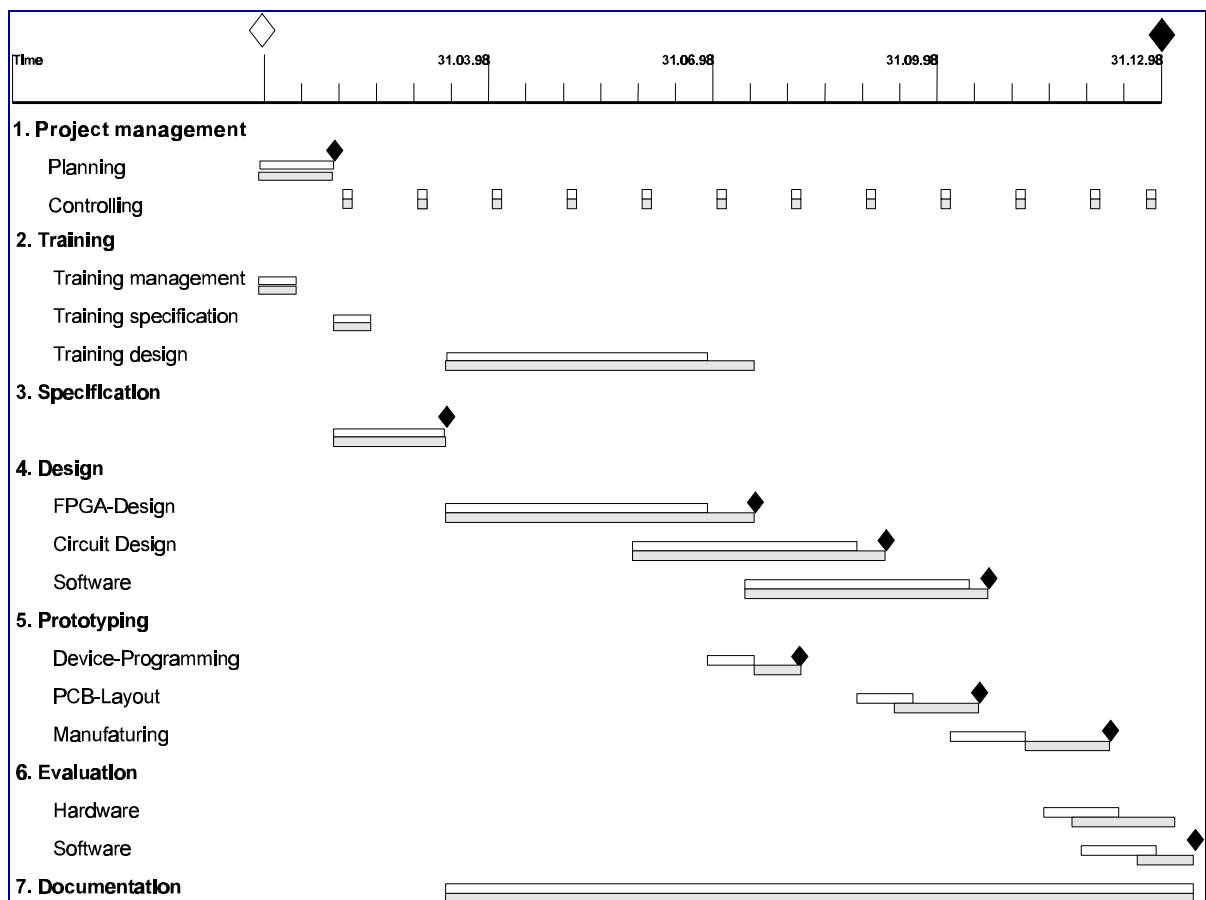 Time 31.03.98 31.06.98 31.09.98 31.12.98
1. Project management
Planning
Controlling
2. Training
Training management
Training specification
Training design
3. Specification
4. Design
FPGA-Design
Circuit Design
Software
5. Prototyping
Device-Programming
PCB-Layout
Manufaturing
6. Evaluation
Hardware
Software
7. Documentation